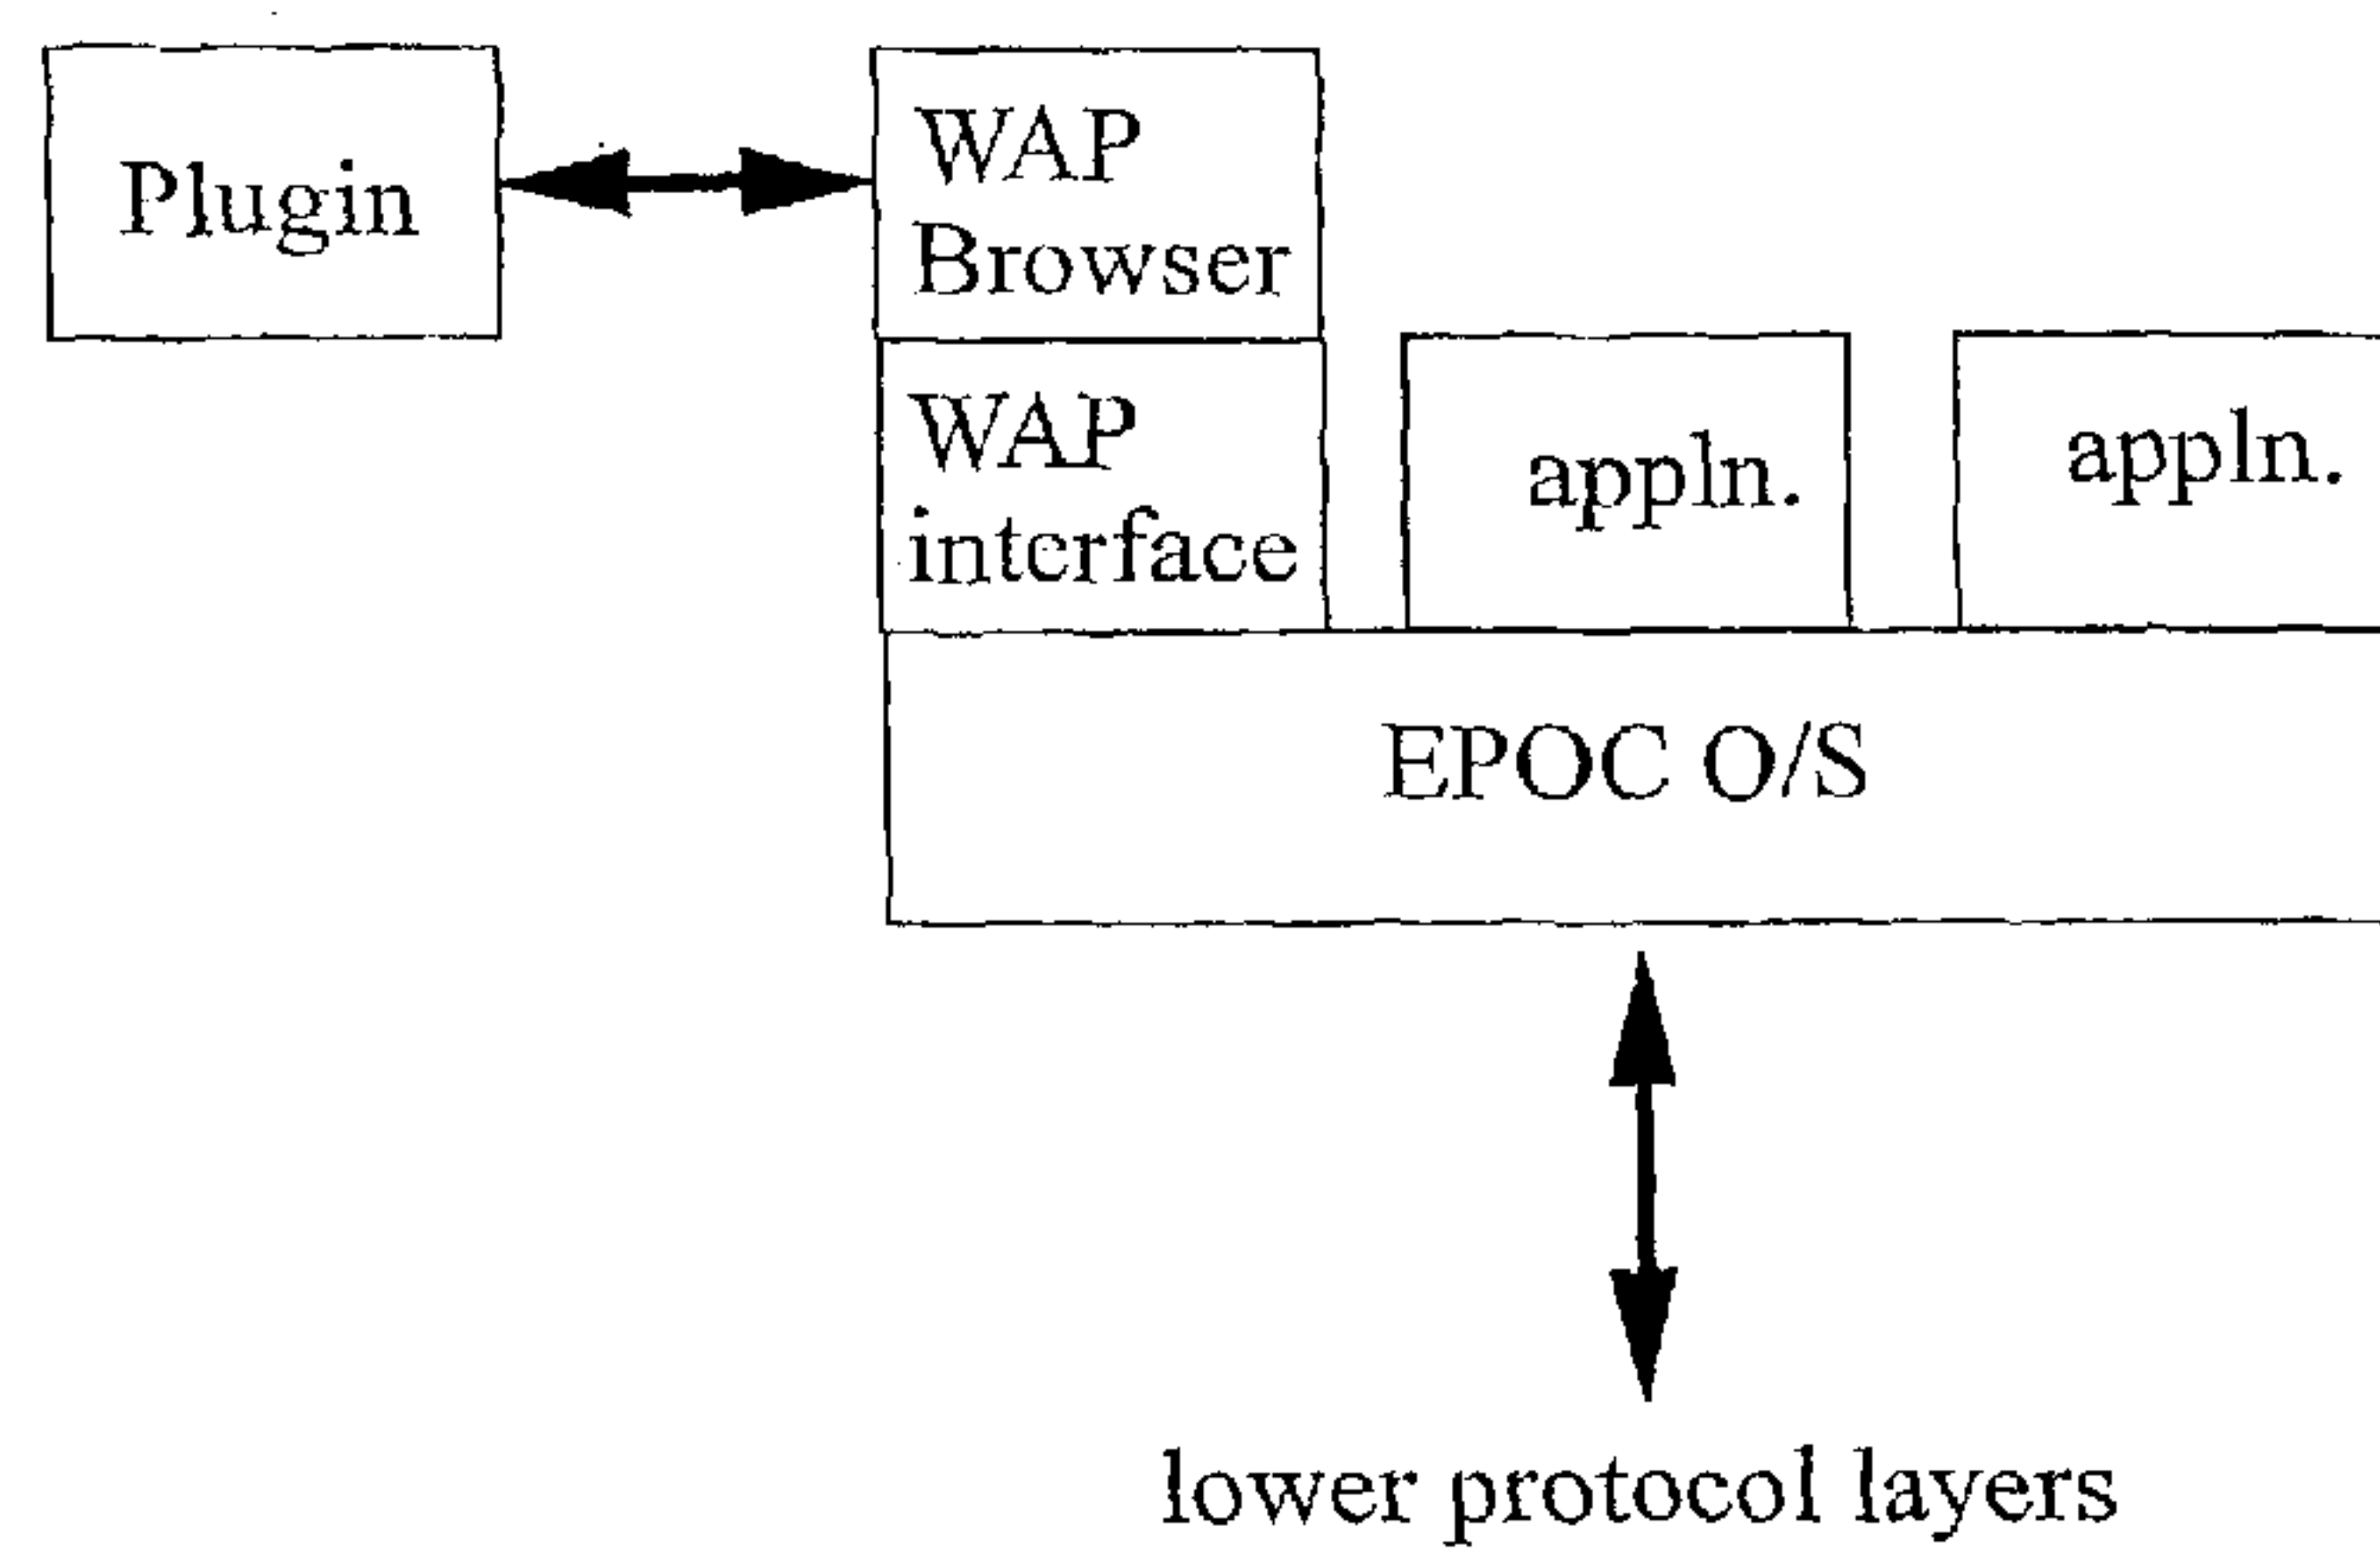 Plugin
WAP
Browser
WAP
interface
appln.
appln.
EPOC O/S
lower protocol layers